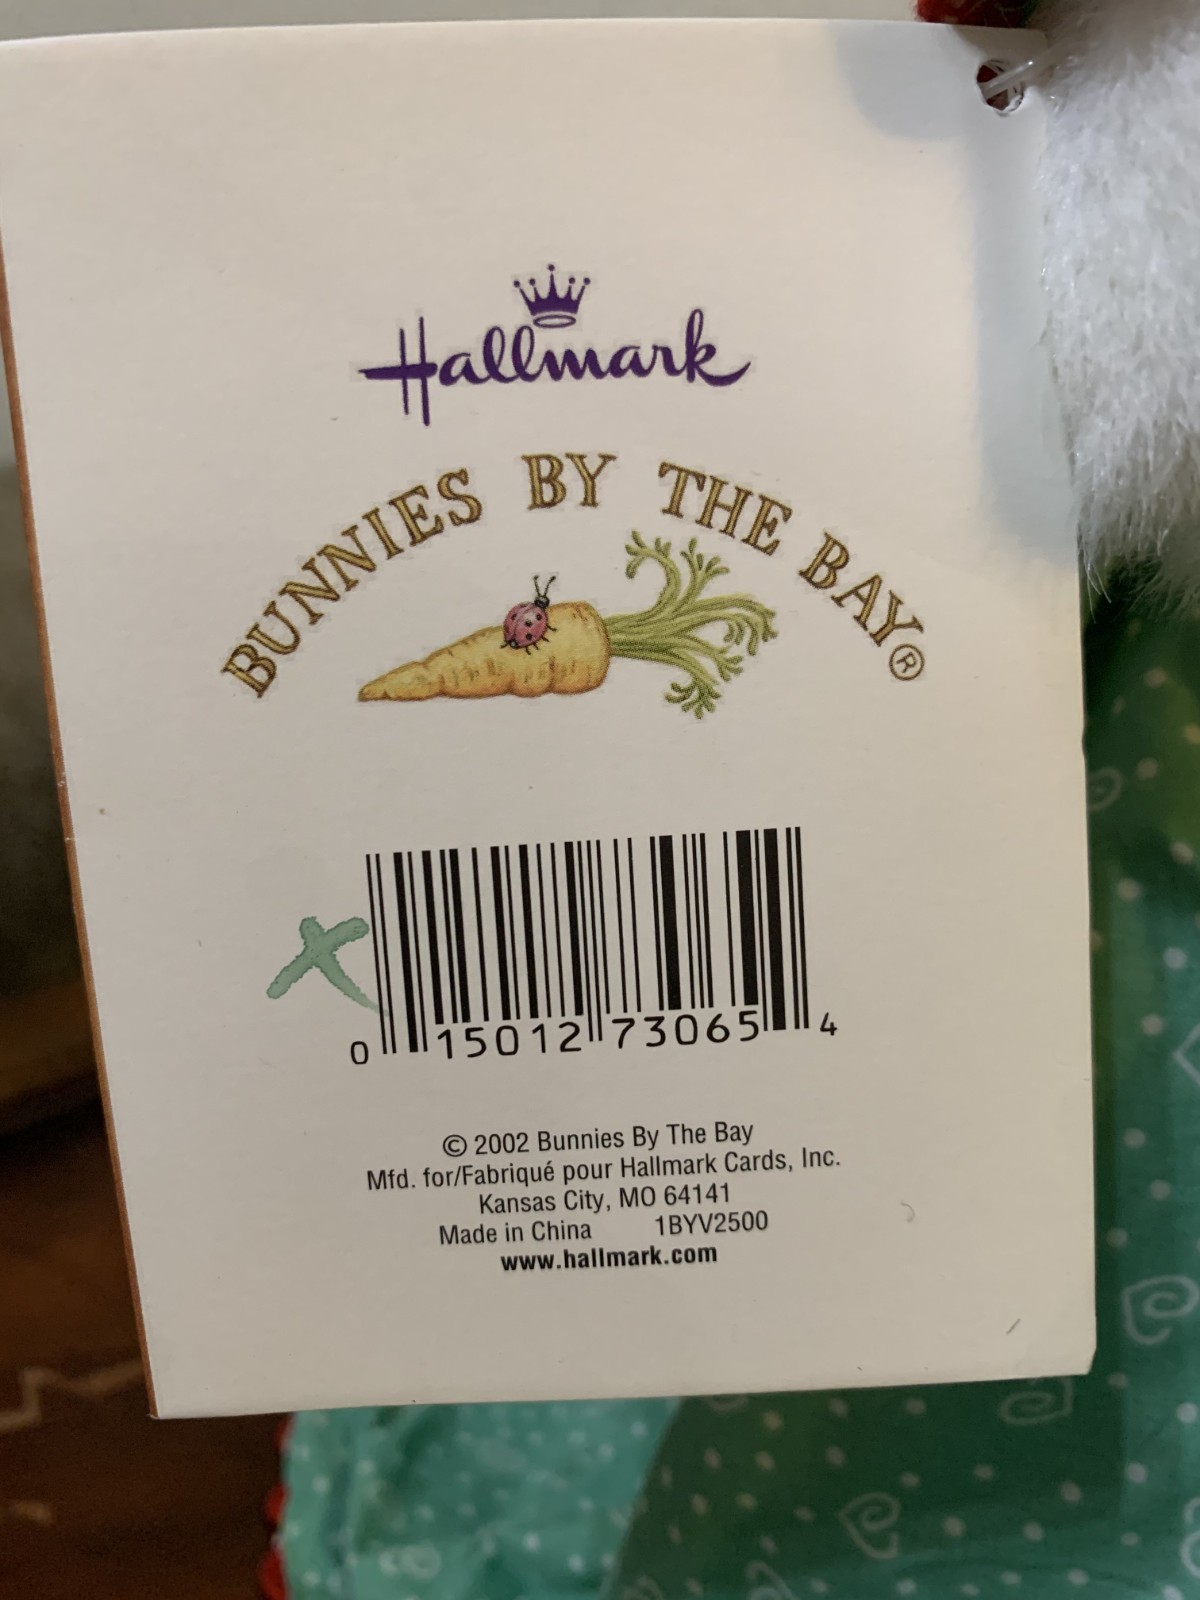 Hallmark
BUNNIES BY THE BAY®
X
0 15012 73065 4
© 2002 Bunnies By The Bay
Mfd. for/Fabriqué pour Hallmark Cards, Inc.
Kansas City, MO 64141
Made in China 1BYV2500
www.hallmark.com